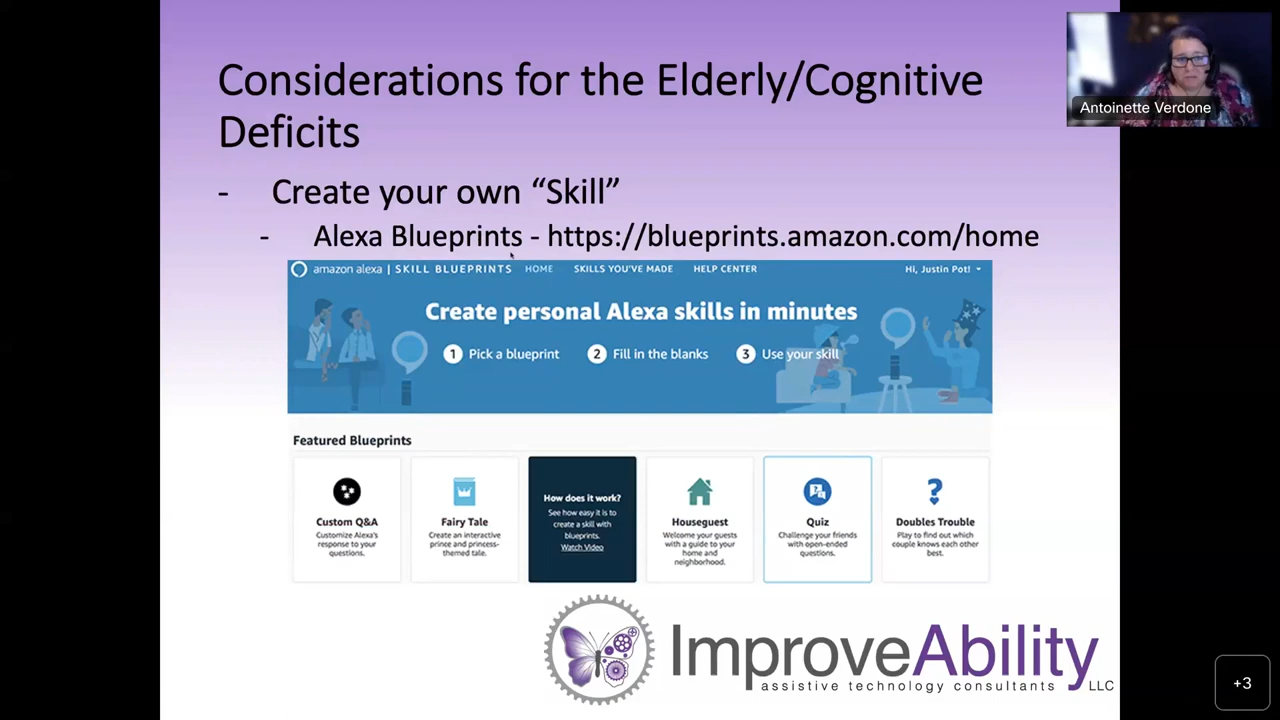 Considerations for the Elderly/Cognitive
Deficits
Antoinette Verdone
- Create your own “Skill”
- Alexa Blueprints - https://blueprints.amazon.com/home
amazon alexa | SKILL BLUEPRINTS HOME SKILLS YOU'VE MADE HELP CENTER Hi, Justin Pot!
Create personal Alexa skills in minutes
1 Pick a blueprint 2 Fill in the blanks 3 Use your skill
Featured Blueprints
Custom Q&A
Customize Alexa's
response to your
questions.
Fairy Tale
Create an interactive
prince and princess-
themed tale.
How does it work?
See how easy it is to
create a skill with
blueprints.
Watch Video
Houseguest
Welcome your guests
with a guide to your
home and
neighborhood.
Quiz
Challenge your friends
with open-ended
questions.
Doubles Trouble
Play to find out which
couple knows each other
best.
ImproveAbility
assistive technology consultants LLC
+3